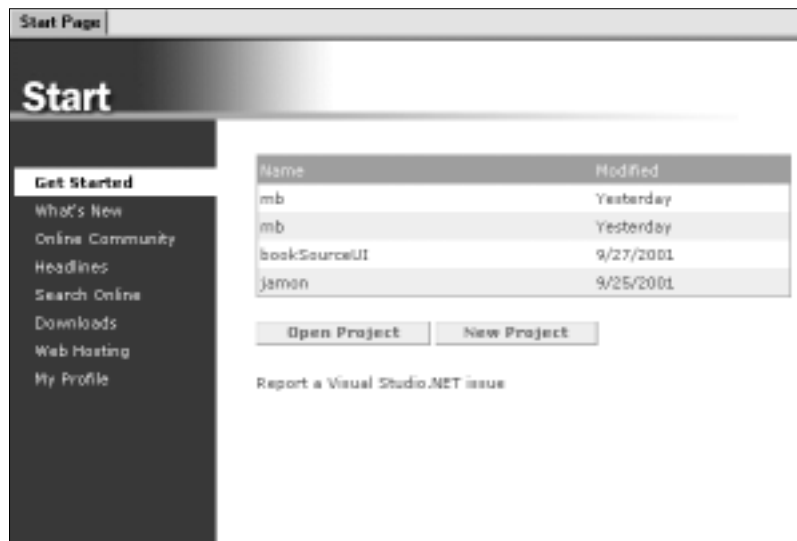 Start Page
Start
Get Started
What's New
Online Community
Headlines
Search Online
Downloads
Web Hosting
My Profile
Name Modified
mb Yesterday
mb Yesterday
bookSourceUI 9/27/2001
jamon 9/25/2001
Open Project New Project
Report a Visual Studio.NET issue